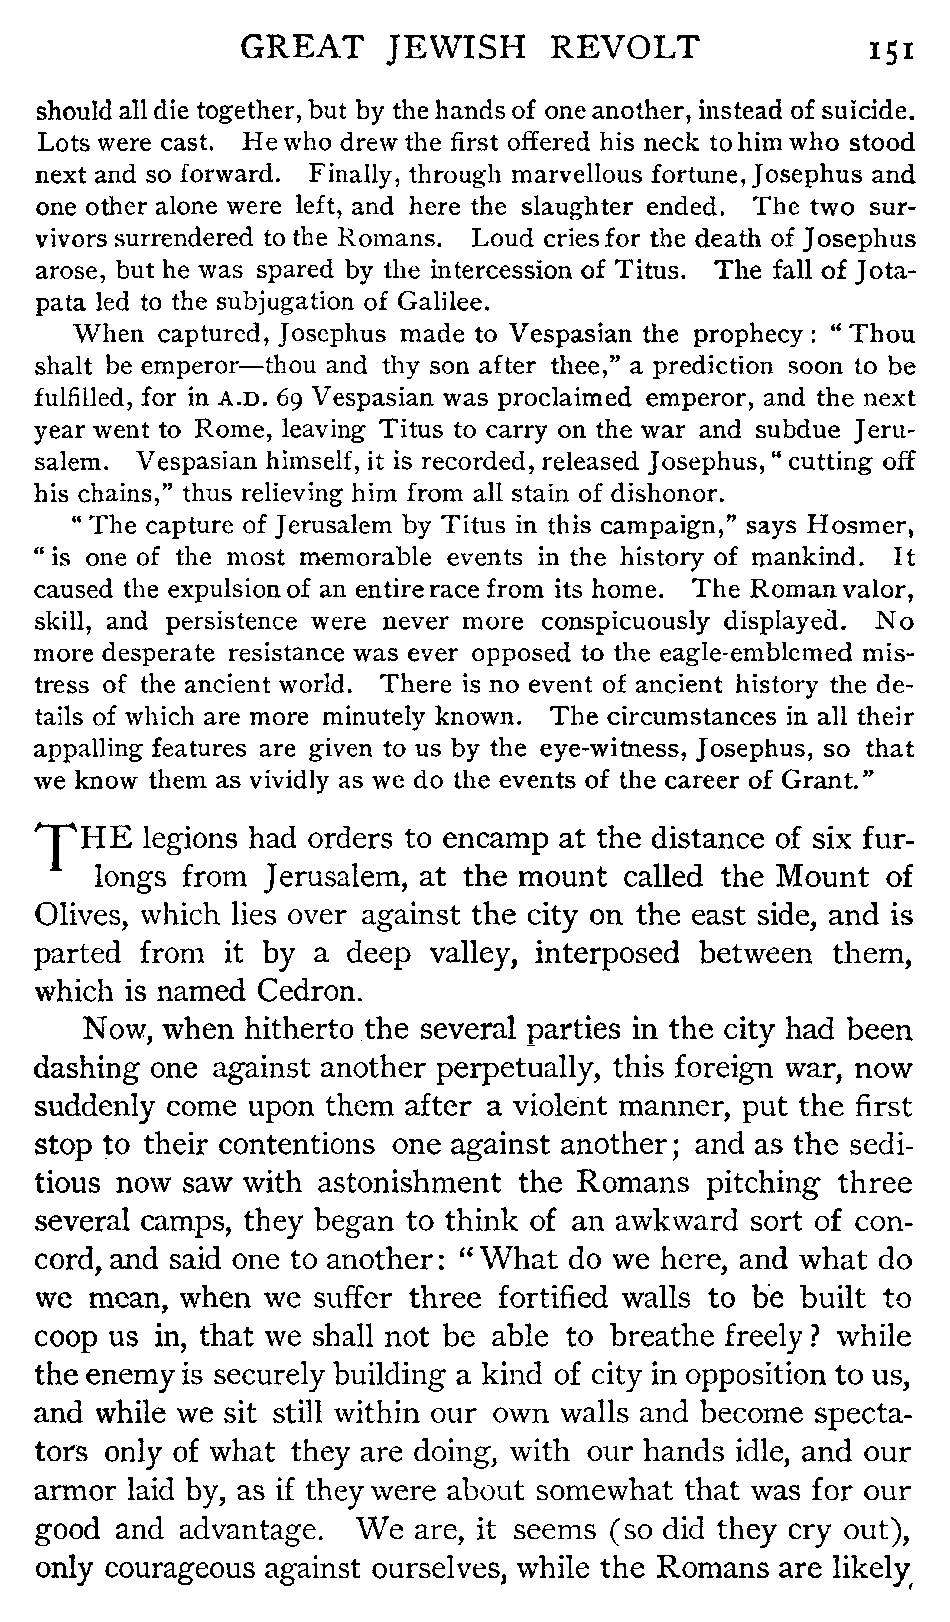 GREAT JEWISH REVOLT 151
should all die together, but by the hands of one another, instead of suicide.
Lots were cast. He who drew the first offered his neck to him who stood
next and so forward. Finally, through marvellous fortune, Josephus and
one other alone were left, and here the slaughter ended. The two sur-
vivors surrendered to the Romans. Loud cries for the death of Josephus
arose, but he was spared by the intercession of Titus. The fall of Jota-
pata led to the subjugation of Galilee.
When captured, Josephus made to Vespasian the prophecy: “Thou
shalt be emperor—thou and thy son after thee,” a prediction soon to be
fulfilled, for in A.D. 69 Vespasian was proclaimed emperor, and the next
year went to Rome, leaving Titus to carry on the war and subdue Jeru-
salem. Vespasian himself, it is recorded, released Josephus, “cutting off
his chains,” thus relieving him from all stain of dishonor.
“The capture of Jerusalem by Titus in this campaign,” says Hosmer,
“is one of the most memorable events in the history of mankind. It
caused the expulsion of an entire race from its home. The Roman valor,
skill, and persistence were never more conspicuously displayed. No
more desperate resistance was ever opposed to the eagle-emblemed mis-
tress of the ancient world. There is no event of ancient history the de-
tails of which are more minutely known. The circumstances in all their
appalling features are given to us by the eye-witness, Josephus, so that
we know them as vividly as we do the events of the career of Grant.”
THE legions had orders to encamp at the distance of six fur-
longs from Jerusalem, at the mount called the Mount of
Olives, which lies over against the city on the east side, and is
parted from it by a deep valley, interposed between them,
which is named Cedron.
Now, when hitherto the several parties in the city had been
dashing one against another perpetually, this foreign war, now
suddenly come upon them after a violent manner, put the first
stop to their contentions one against another; and as the sedi-
tious now saw with astonishment the Romans pitching three
several camps, they began to think of an awkward sort of con-
cord, and said one to another: “What do we here, and what do
we mean, when we suffer three fortified walls to be built to
coop us in, that we shall not be able to breathe freely? while
the enemy is securely building a kind of city in opposition to us,
and while we sit still within our own walls and become specta-
tors only of what they are doing, with our hands idle, and our
armor laid by, as if they were about somewhat that was for our
good and advantage. We are, it seems (so did they cry out),
only courageous against ourselves, while the Romans are likely